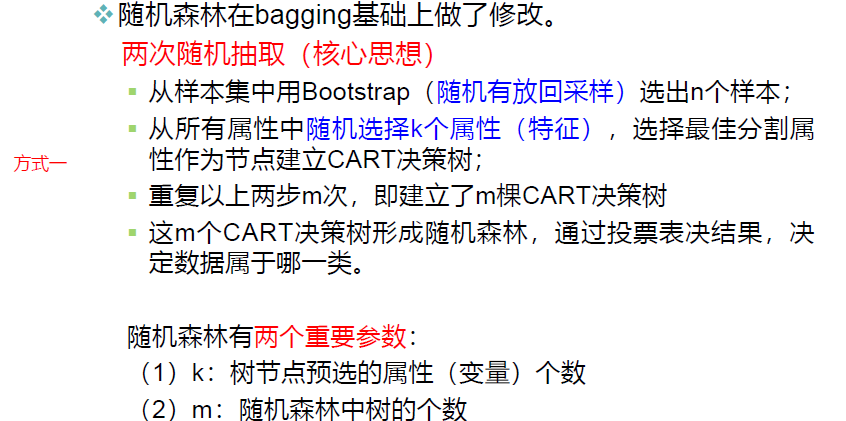 随机森林在bagging基础上做了修改。
两次随机抽取（核心思想）
从样本集中用Bootstrap（随机有放回采样）选出n个样本；
从所有属性中随机选择k个属性（特征），选择最佳分割属
性作为节点建立CART决策树；
方式一
重复以上两步m次，即建立了m棵CART决策树
这m个CART决策树形成随机森林，通过投票表决结果，决
定数据属于哪一类。
随机森林有两个重要参数：
（1）k：树节点预选的属性（变量）个数
（2）m：随机森林中树的个数